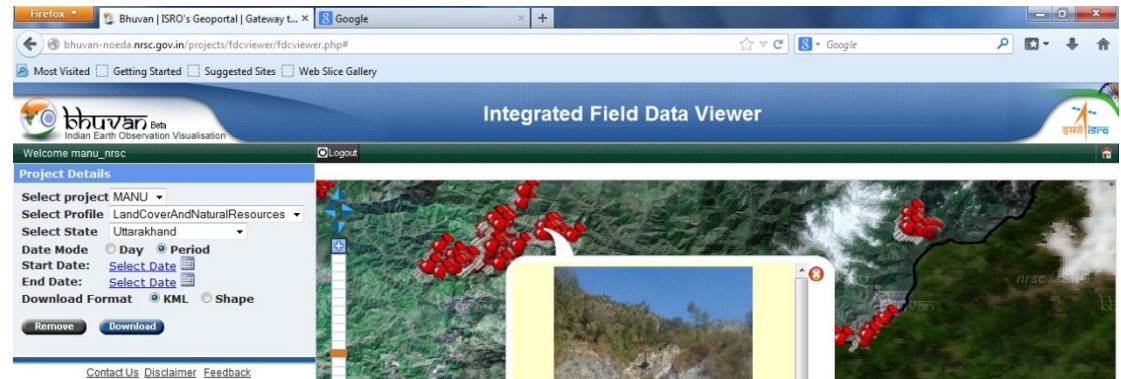 Firefox
Bhuvan | ISRO's Geoportal | Gateway t...
Google
bhuvan-noeda.nrsc.gov.in/projects/fdcviewer/fdcviewer.php#
Google
Most Visited Getting Started Suggested Sites Web Slice Gallery
bhuvan Beta
Indian Earth Observation Visualisation
Integrated Field Data Viewer
इसरो isro
Welcome manu_nrsc
Logout
Project Details
Select project MANU
Select Profile LandCoverAndNaturalResources
Select State Uttarakhand
Date Mode Day Period
Start Date: Select Date
End Date: Select Date
Download Format KML Shape
Remove Download
Contact Us Disclaimer Feedback